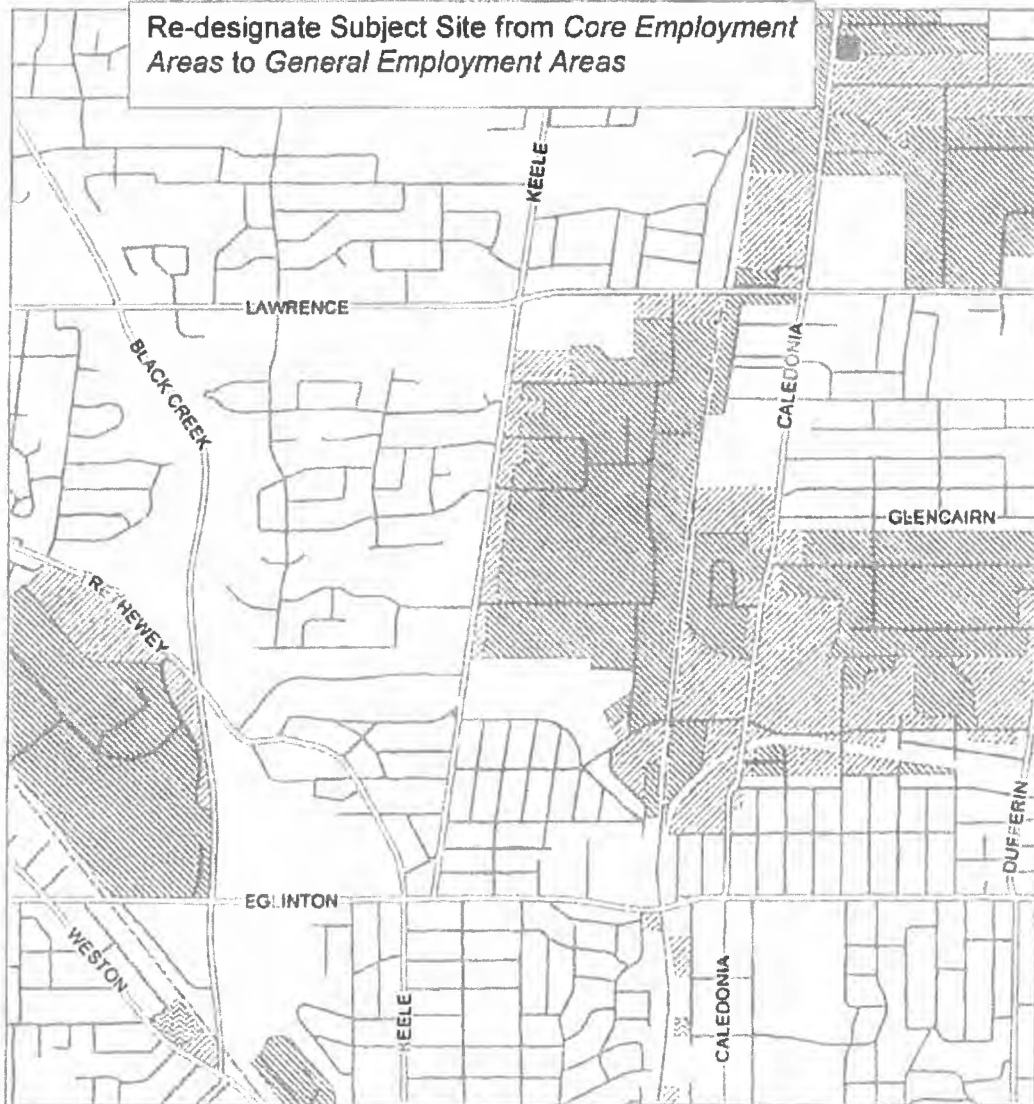 Re-designate Subject Site from Core Employment
Areas to General Employment Areas
KEELE
LAWRENCE
BLACK CREEK
CALEDONIA
GLENCAIRN
EGLINTON
DUFFERIN
WESTON
KEELE
CALEDONIA